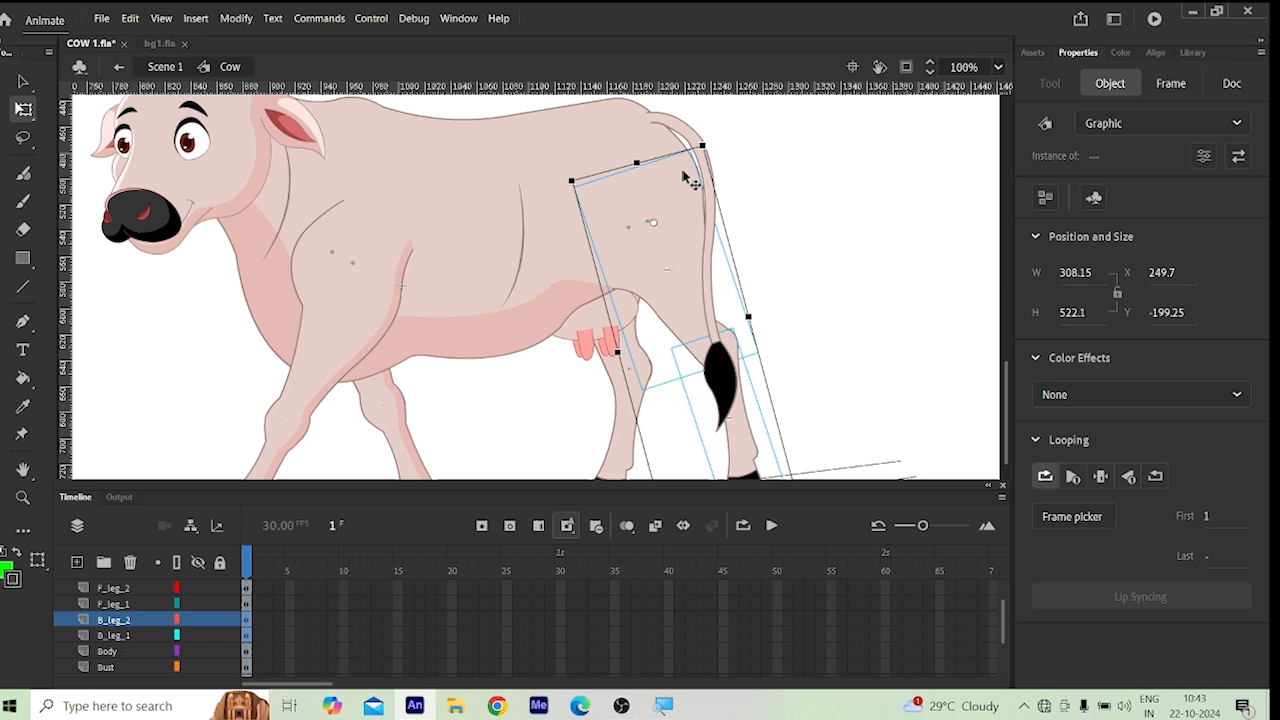 Animate File Edit View Insert Modify Text Commands Control Debug Window Help
COW 1.fla* × bg1.fla ×
Scene 1 Cow 100%
Assets Properties Color Align Library
Tool Object Frame Doc
Graphic
Instance of: ---
Position and Size
W 308.15 X 249.7
H 522.1 Y -199.25
Color Effects
None
Looping
Frame picker First 1
Last -
Lip Syncing
Timeline Output
30.00 FPS 1 F
1s 2s
5 10 15 20 25 30 35 40 45 50 55 60 65 7
F_leg_2
F_leg_1
B_leg_2
B_leg_1
Body
Bust
Type here to search
An
Me
29°C Cloudy
ENG
IN
10:43
22-10-2024